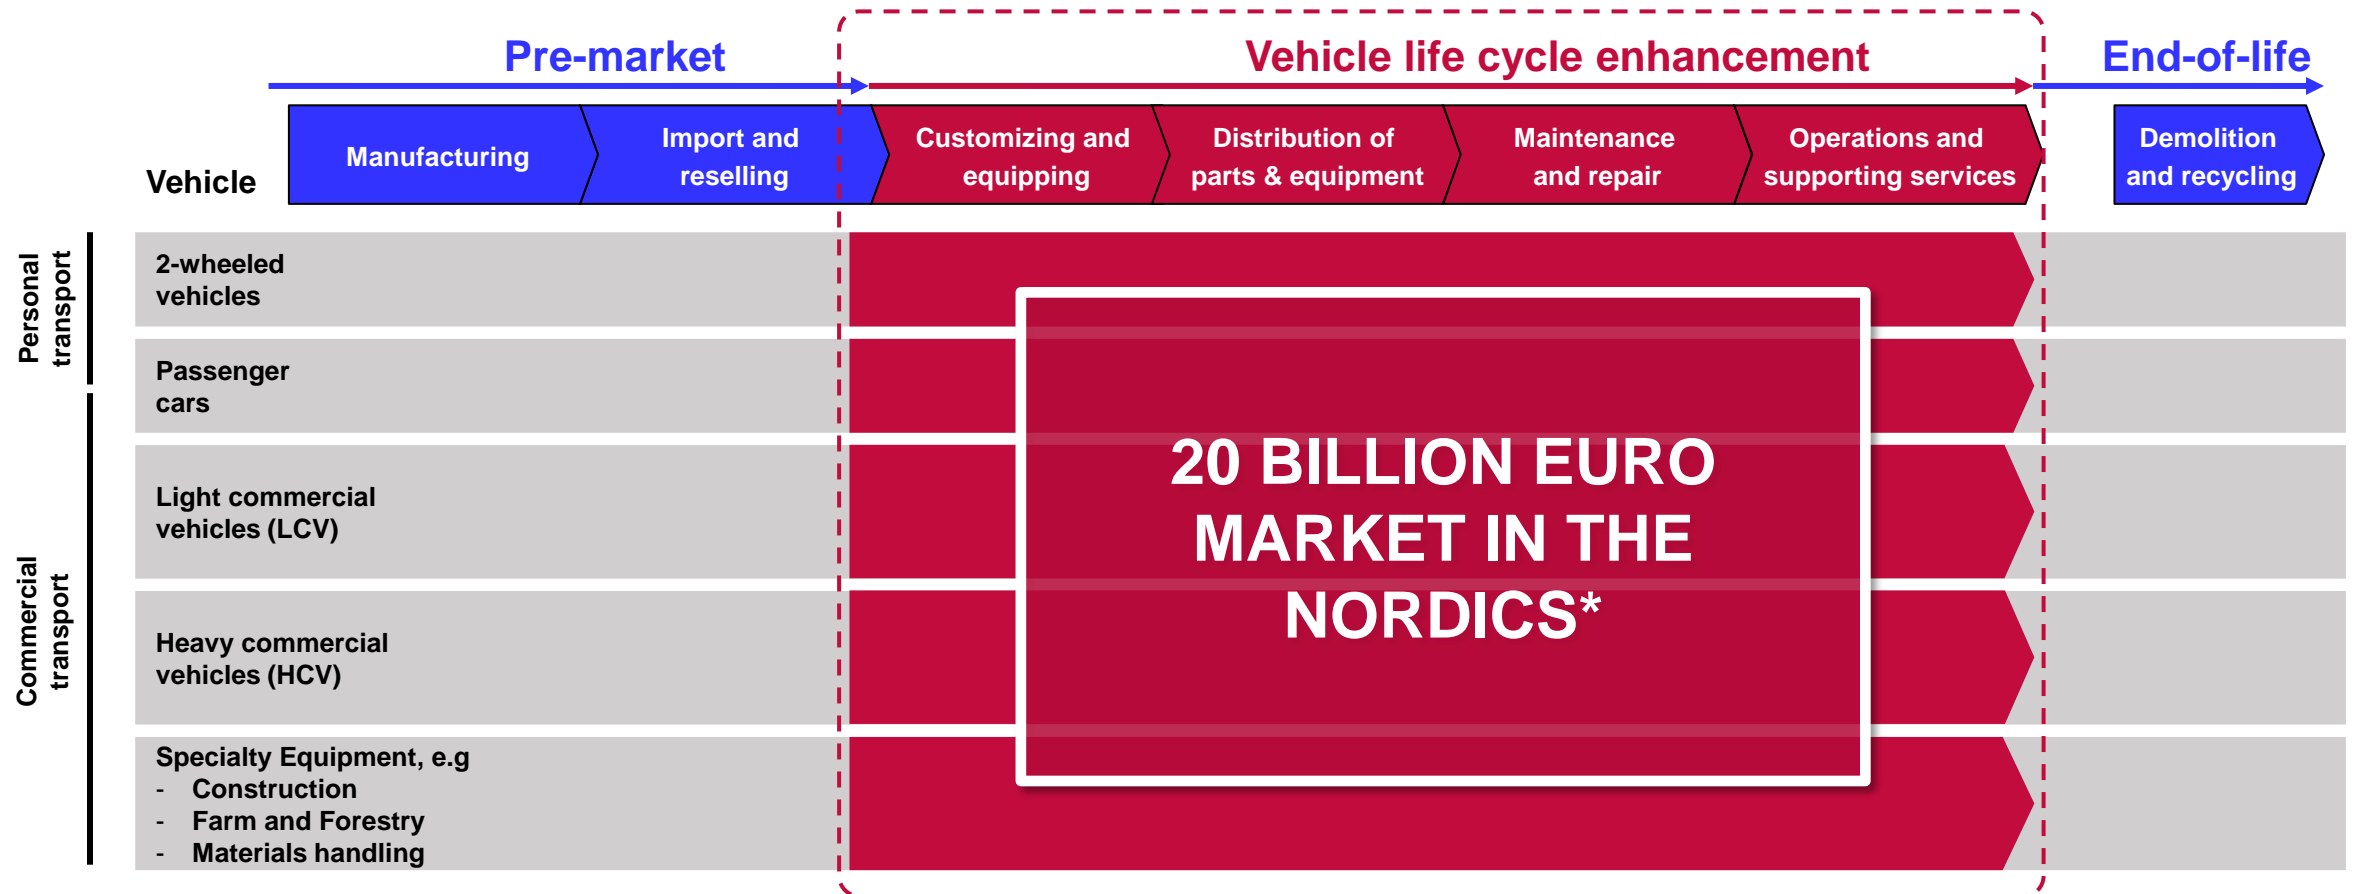 Pre-market
Vehicle life cycle enhancement
End-of-life
Vehicle
Manufacturing
Import and
reselling
Customizing and
equipping
Distribution of
parts & equipment
Maintenance
and repair
Operations and
supporting services
Demolition
and recycling
Personal
transport
2-wheeled
vehicles
Passenger
cars
Commercial
transport
Light commercial
vehicles (LCV)
Heavy commercial
vehicles (HCV)
Specialty Equipment, e.g
- Construction
- Farm and Forestry
- Materials handling
20 BILLION EURO
MARKET IN THE
NORDICS*